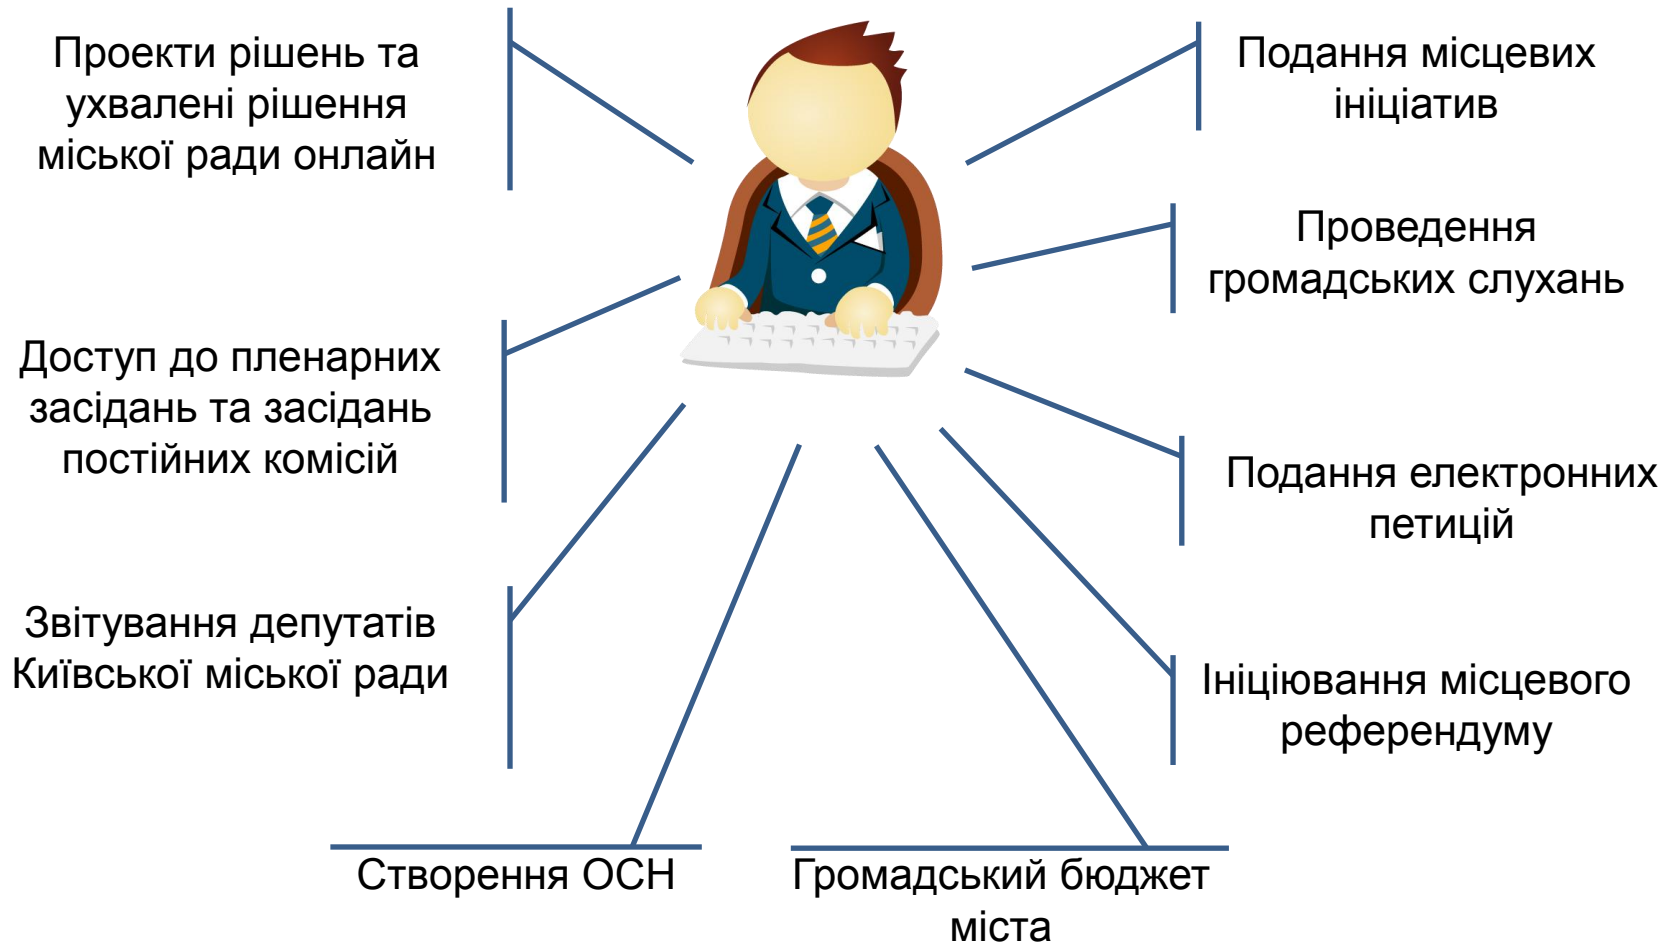 Проекти рішень та
ухвалені рішення
міської ради онлайн
Доступ до пленарних
засідань та засідань
постійних комісій
Звітування депутатів
Київської міської ради
Створення ОСН
Громадський бюджет
міста
Подання місцевих
ініціатив
Проведення
громадських слухань
Подання електронних
петицій
Ініціювання місцевого
референдуму